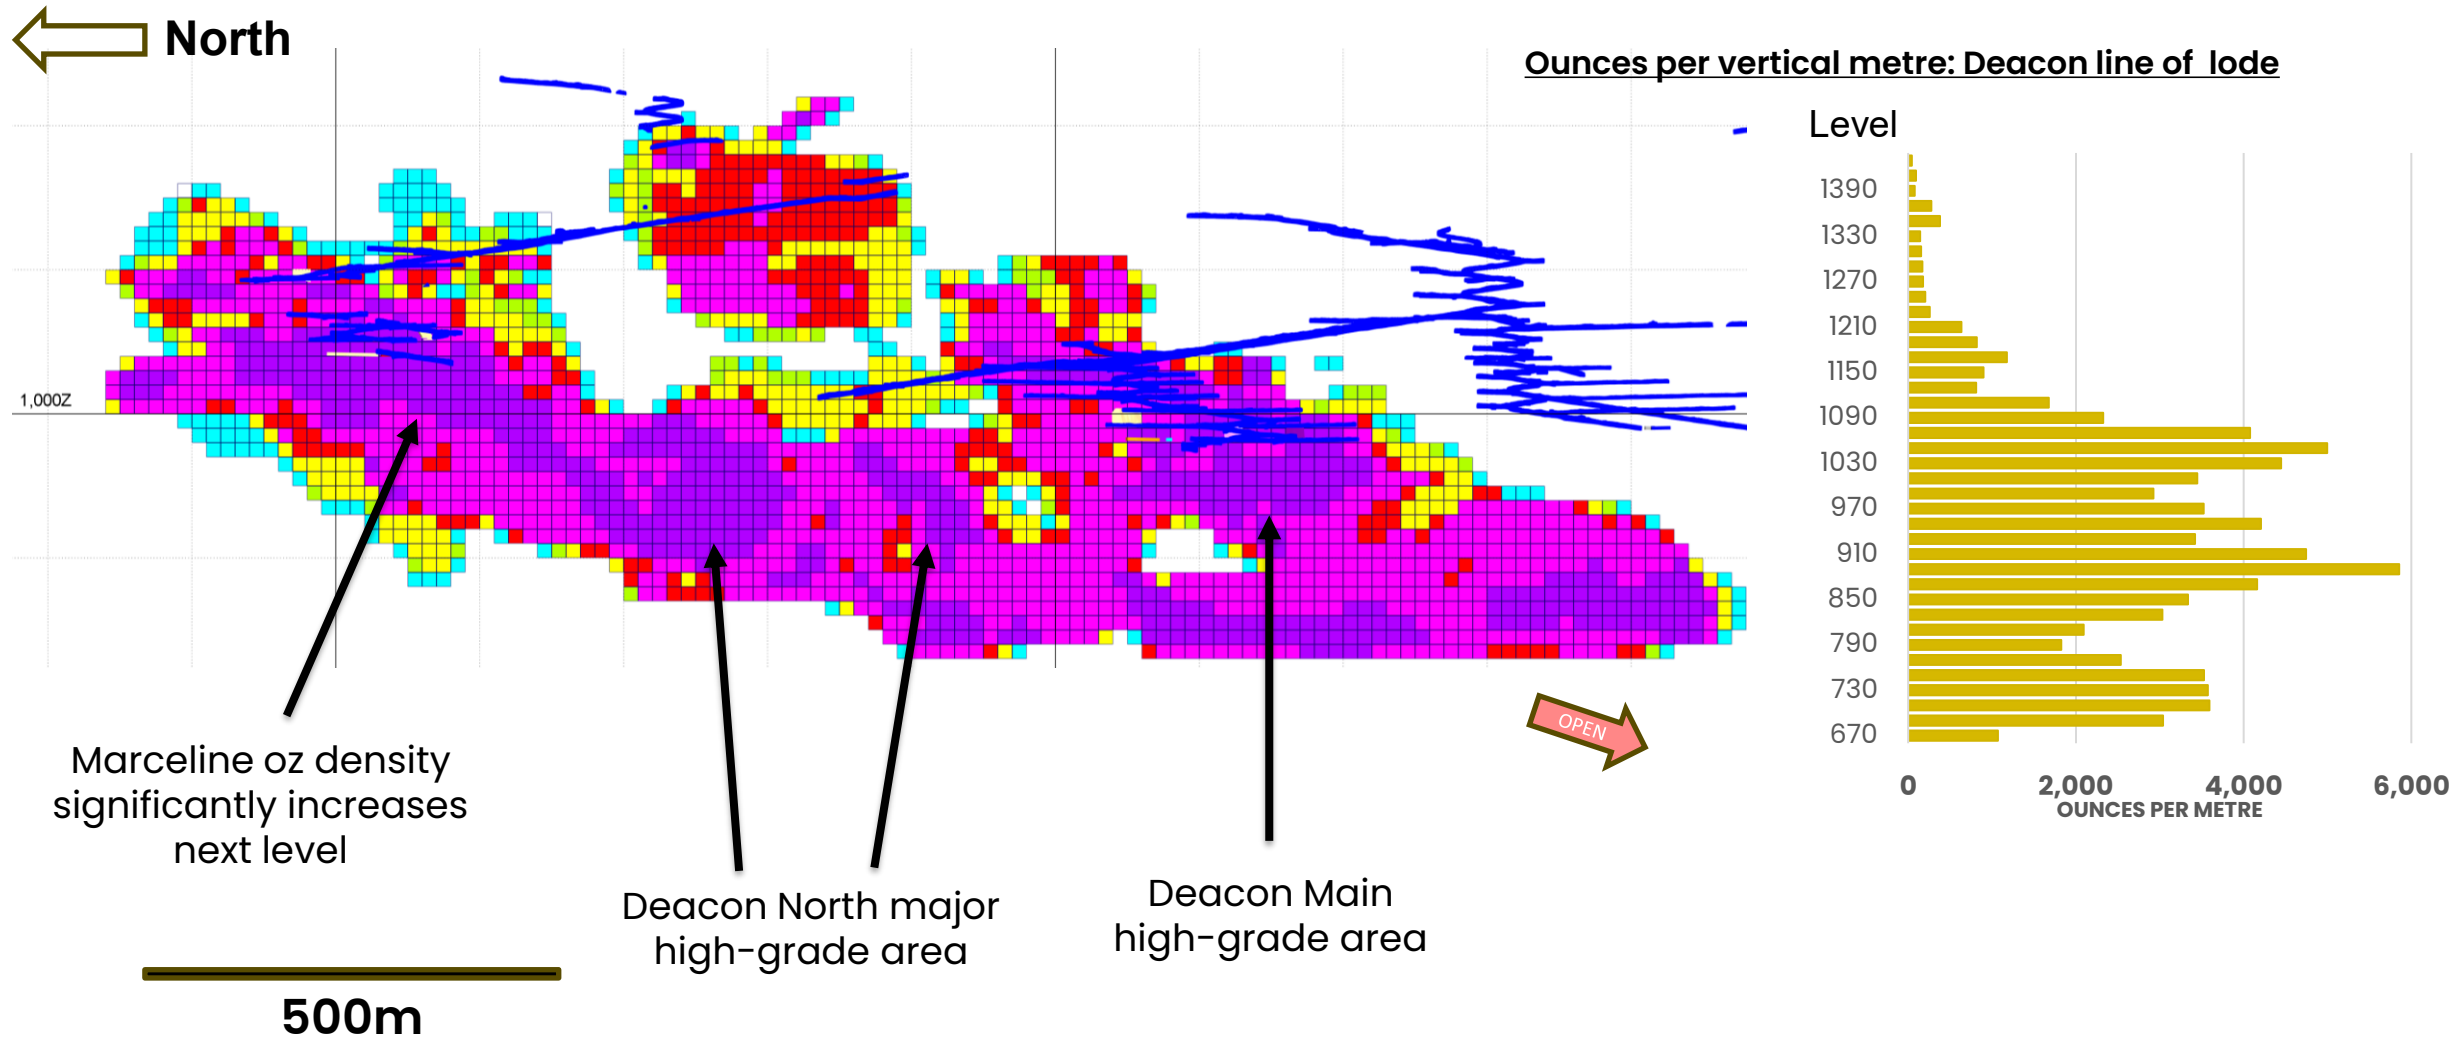 North
Ounces per vertical metre: Deacon line of lode
Level
1390
1330
1270
1210
1150
1090
1030
970
910
850
790
730
670
0 2,000 4,000 6,000
OUNCES PER METRE
1,000Z
OPEN
Marceline oz density
significantly increases
next level
Deacon North major
high-grade area
Deacon Main
high-grade area
500m